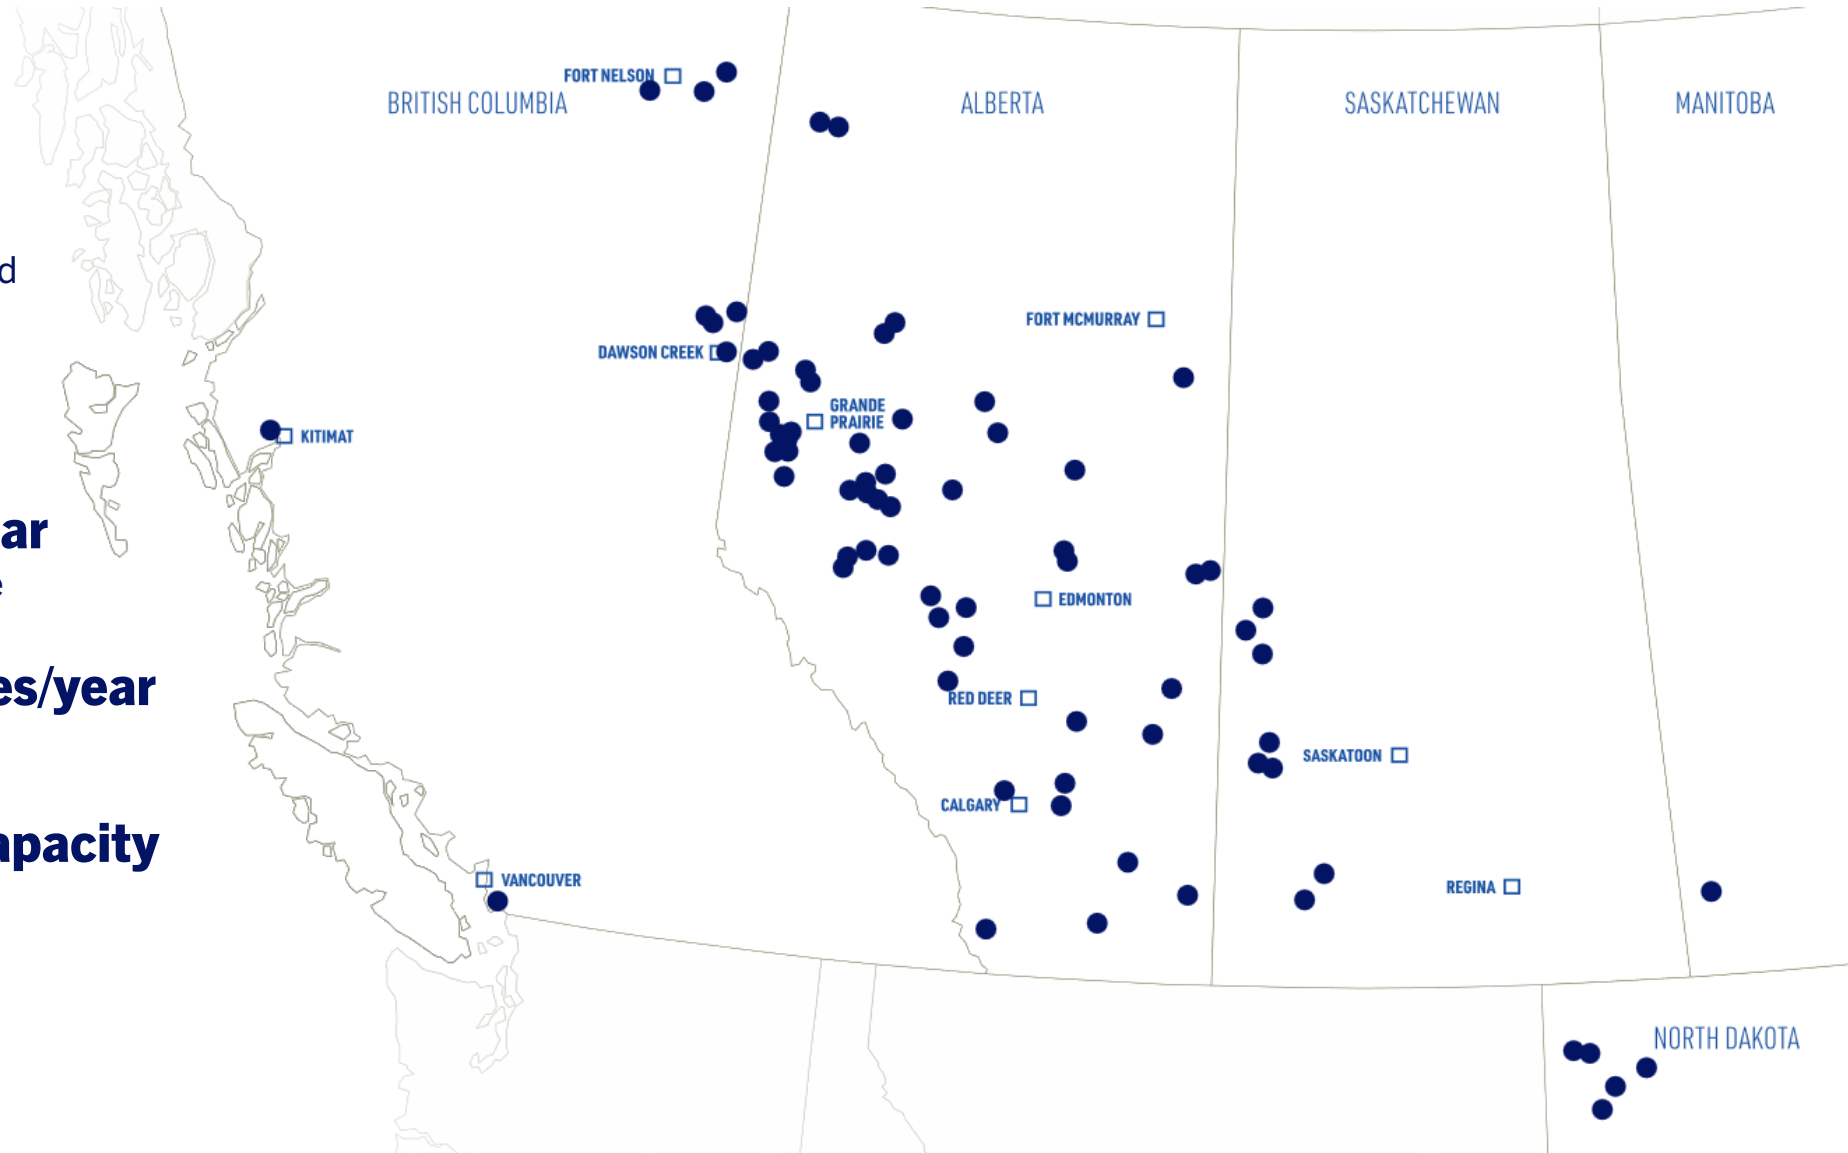 FORT NELSON
BRITISH COLUMBIA
ALBERTA
SASKATCHEWAN
MANITOBA
d
FORT MCMURRAY
DAWSON CREEK
GRANDE
PRAIRIE
KITIMAT
ar
e
EDMONTON
es/year
RED DEER
SASKATOON
CALGARY
apacity
VANCOUVER
REGINA
NORTH DAKOTA